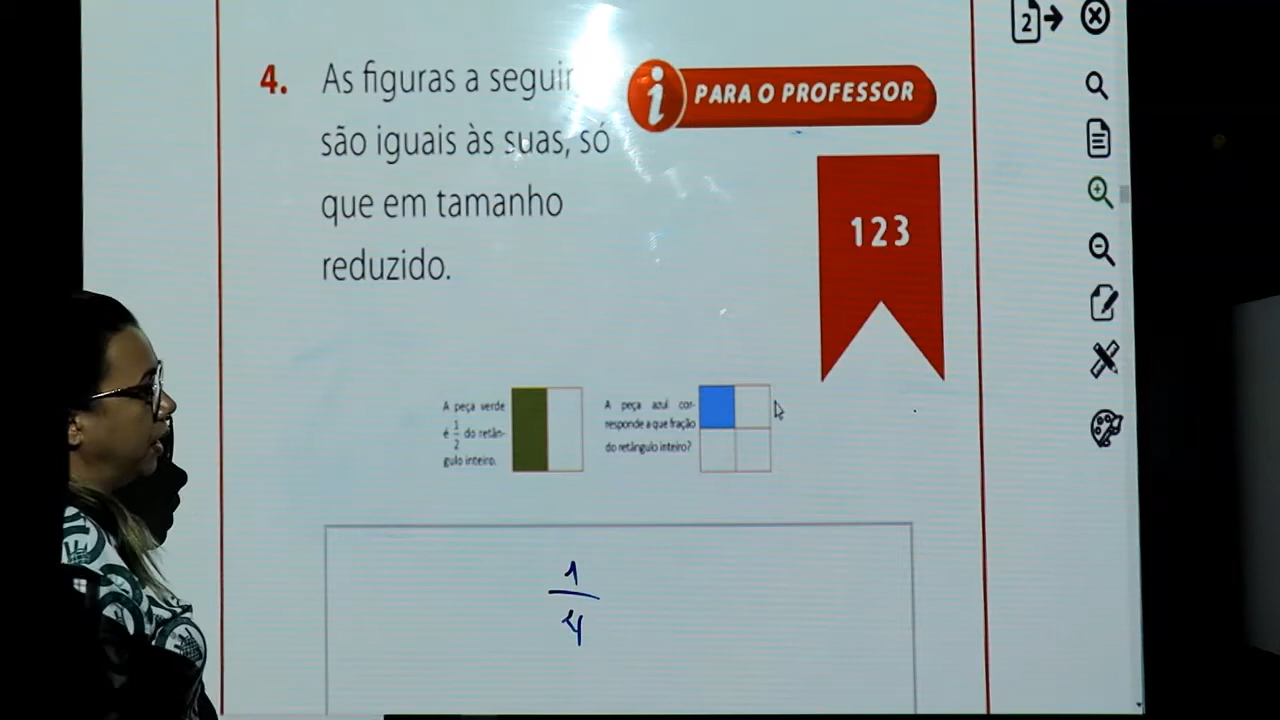 2
4. As figuras a seguir
são iguais às suas, só
que em tamanho
reduzido.
i PARA O PROFESSOR
123
A peça verde
é 1/2 do retân-
gulo inteiro.
A peça azul cor-
responde a que fração
do retângulo inteiro?
1/4